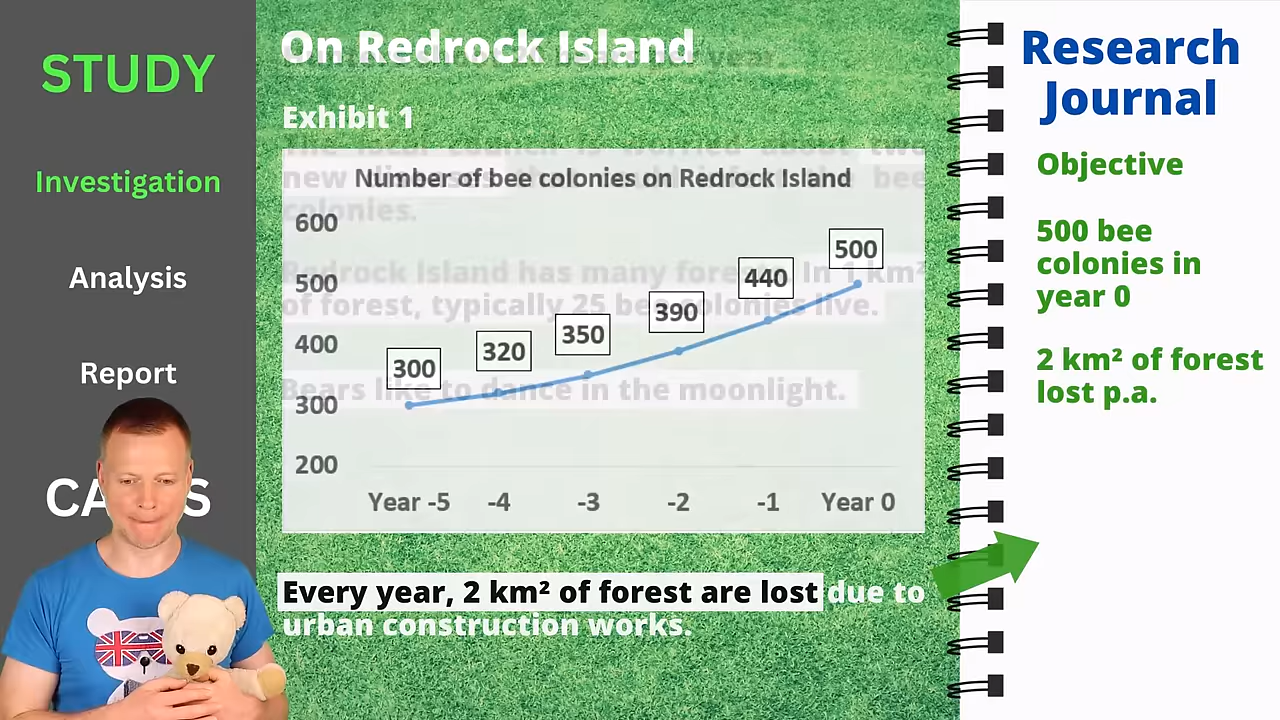 STUDY
Investigation
Analysis
Report
On Redrock Island
year.
Exhibit 1
new
bee
colonies.
Number of bee colonies on Redrock Island
600
500
400
300
200
300
320
350
390
440
500
Year -5 -4 -3 -2 -1 Year 0
Redrock Island has many forests. In 1 km²
of forest, typically 25 bee colonies live.
Bears like to dance in the moonlight.
Every year, 2 km² of forest are lost due to
urban construction works.
Research
Journal
Objective
500 bee
colonies in
year 0
2 km² of forest
lost p.a.